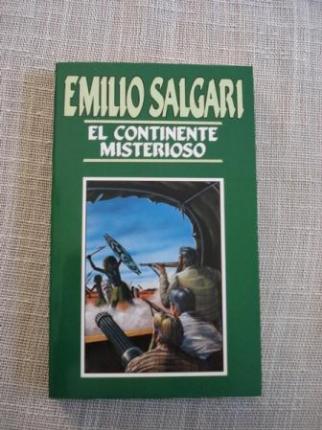 EMILIO SALGARI
EL CONTINENTE
MISTERIOSO